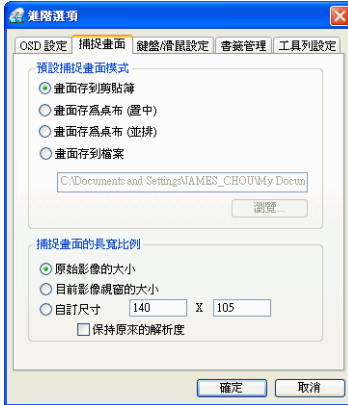 進階選項
OSD 設定 捕捉畫面 鍵盤/滑鼠設定 書籤管理 工具列設定
預設捕捉畫面模式
畫面存到剪貼簿
畫面存爲桌布 (置中)
畫面存爲桌布 (並排)
畫面存到檔案
C:\Documents and Settings\JAMES_CHOU\My Docun
瀏覽...
捕捉畫面的長寬比例
原始影像的大小
目前影像視窗的大小
自訂尺寸 140 X 105
保持原來的解析度
確定 取消